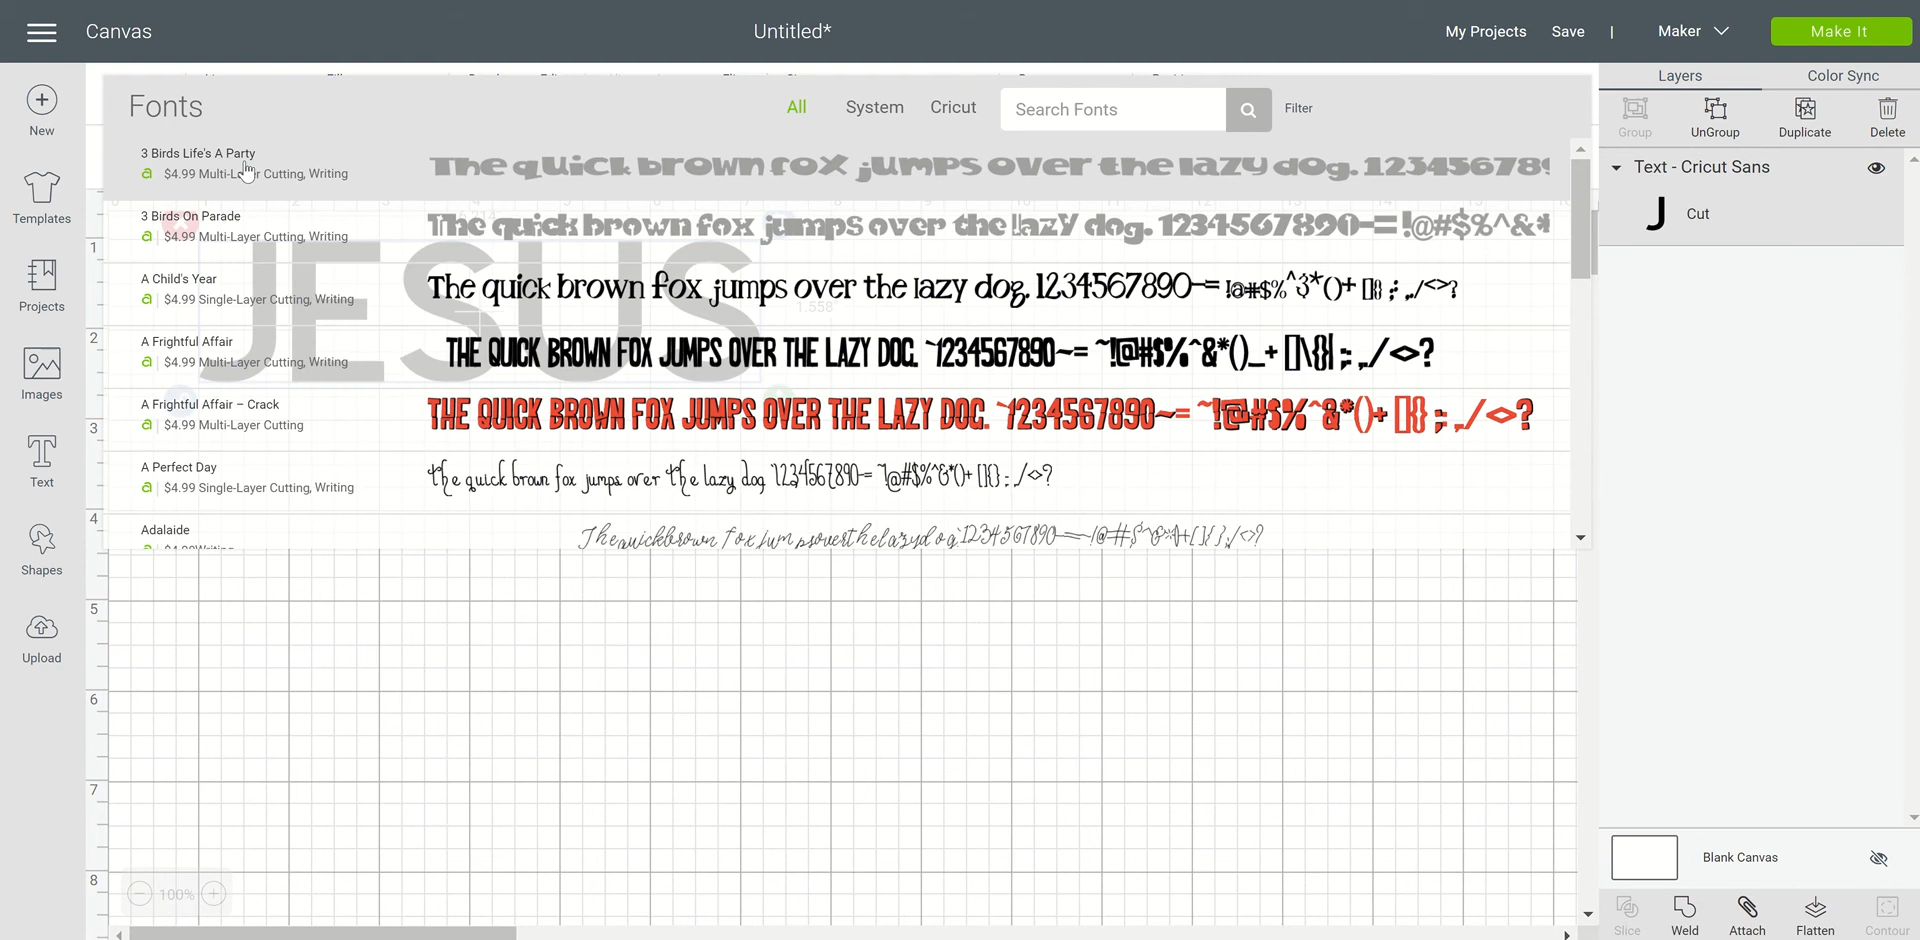 Canvas
Untitled*
My Projects Save | Maker Make It
Layers Color Sync
Fonts
All System Cricut Search Fonts Filter
Group UnGroup Duplicate Delete
New
Templates
Projects
Images
Text
Shapes
Upload
3 Birds Life's A Party
$4.99 Multi-Layer Cutting, Writing
The quick brown fox jumps over the lazy dog. 123456789
3 Birds On Parade
$4.99 Multi-Layer Cutting, Writing
The quick brown fox jumps over the lazy dog. 1234567890-=!@#$%^&*
A Child's Year
$4.99 Single-Layer Cutting, Writing
The quick brown fox jumps over the lazy dog. 1234567890-= !@#$%^&*()+ []{} ;: ,./<>?
A Frightful Affair
$4.99 Multi-Layer Cutting, Writing
THE QUICK BROWN FOX JUMPS OVER THE LAZY DOG. `1234567890-= ~!@#$%^&*()_+ []\{}| ;: ,./<>?
A Frightful Affair – Crack
$4.99 Multi-Layer Cutting
THE QUICK BROWN FOX JUMPS OVER THE LAZY DOG. `1234567890-= ~!@#$%^&*()+ []{} ;: ,./<>?
A Perfect Day
$4.99 Single-Layer Cutting, Writing
the quick brown fox jumps over the lazy dog `1234567890-= ~!@#$%^&*()+ []{} ;: ,./<>?
Adalaide
JESUS
1.558"
Text - Cricut Sans
J Cut
1
2
3
4
5
6
7
8
100%
Blank Canvas
Slice Weld Attach Flatten Contour